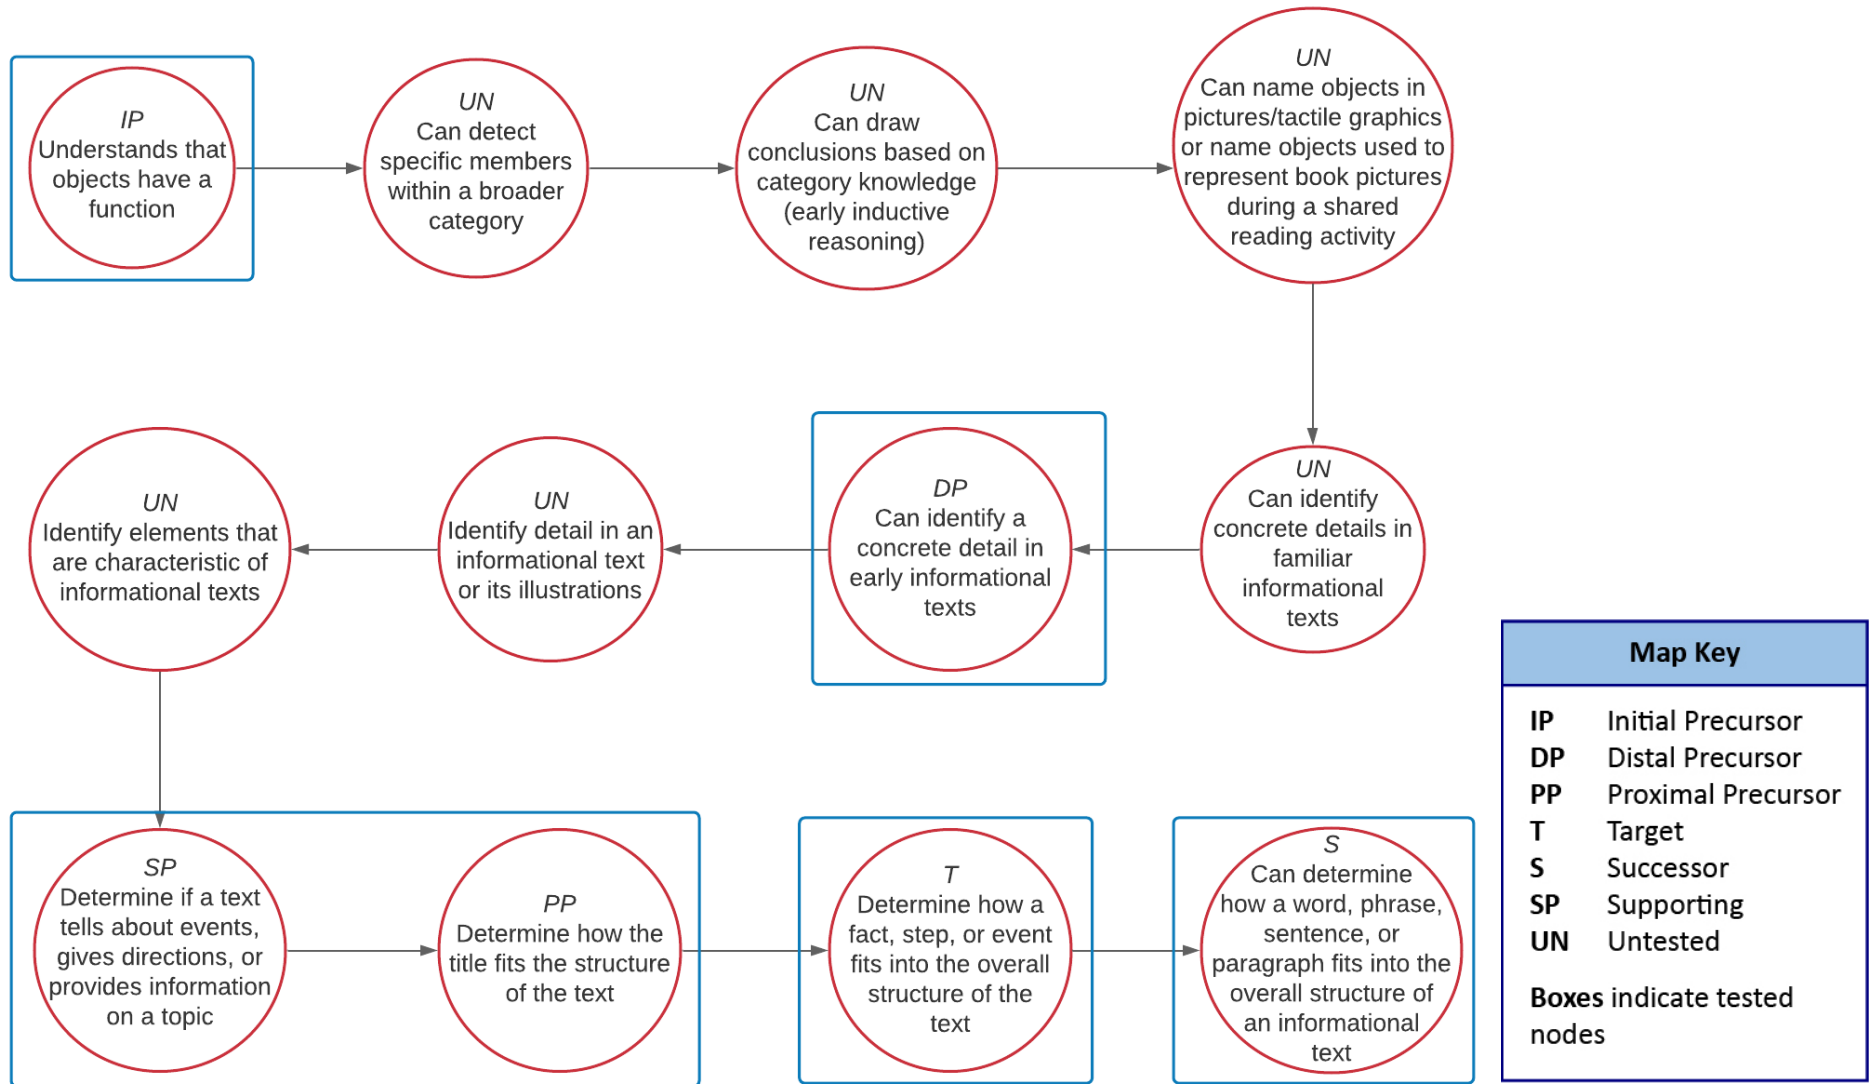 IP
Understands that
objects have a
function
UN
Can detect
specific members
within a broader
category
UN
Can draw
conclusions based on
category knowledge
(early inductive
reasoning)
UN
Can name objects in
pictures/tactile graphics
or name objects used to
represent book pictures
during a shared
reading activity
UN
Can identify
concrete details in
familiar
informational
texts
DP
Can identify a
concrete detail in
early informational
texts
UN
Identify detail in an
informational text
or its illustrations
UN
Identify elements that
are characteristic of
informational texts
SP
Determine if a text
tells about events,
gives directions, or
provides information
on a topic
PP
Determine how the
title fits the structure
of the text
T
Determine how a
fact, step, or event
fits into the overall
structure of the
text
S
Can determine
how a word, phrase,
sentence, or
paragraph fits into the
overall structure of
an informational
text
Map Key
IP Initial Precursor
DP Distal Precursor
PP Proximal Precursor
T Target
S Successor
SP Supporting
UN Untested
Boxes indicate tested
nodes